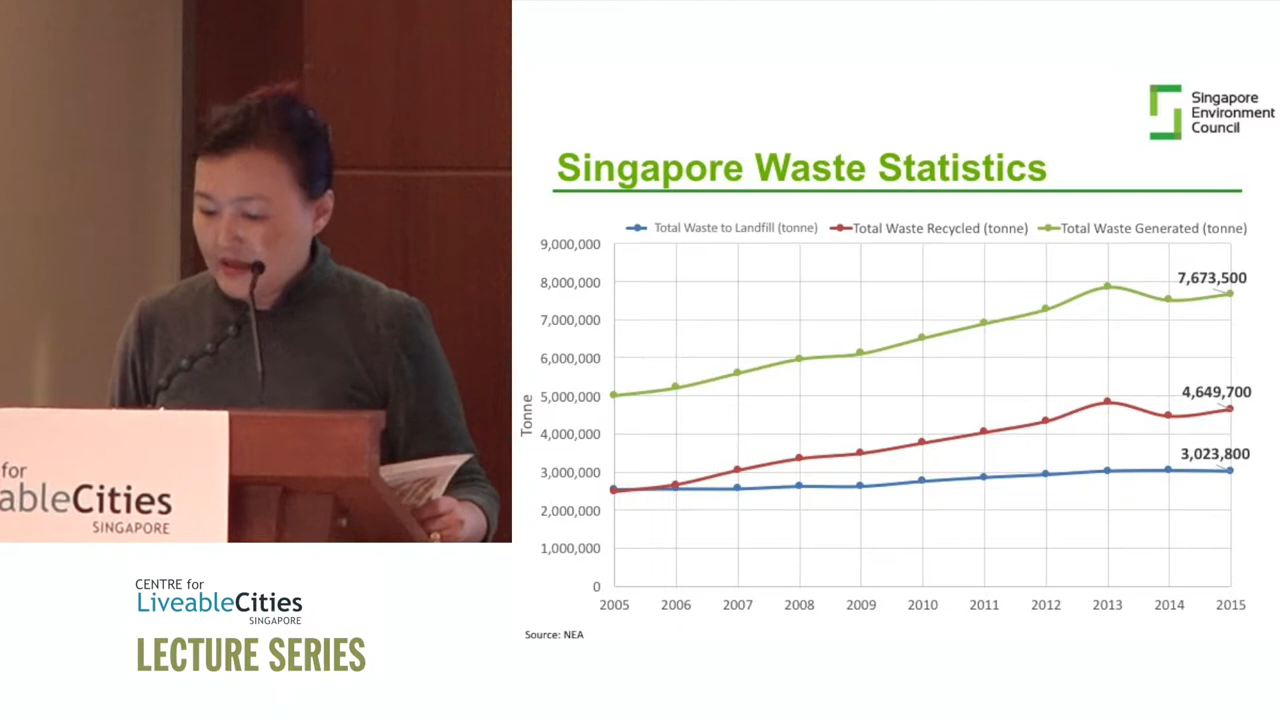 for
ableCities
SINGAPORE
CENTRE for
LiveableCities
SINGAPORE
LECTURE SERIES
Singapore
Environment
Council
Singapore Waste Statistics
Total Waste to Landfill (tonne) Total Waste Recycled (tonne) Total Waste Generated (tonne)
9,000,000
8,000,000
7,000,000
6,000,000
5,000,000
4,000,000
3,000,000
2,000,000
1,000,000
0
Tonne
7,673,500
4,649,700
3,023,800
2005 2006 2007 2008 2009 2010 2011 2012 2013 2014 2015
Source: NEA